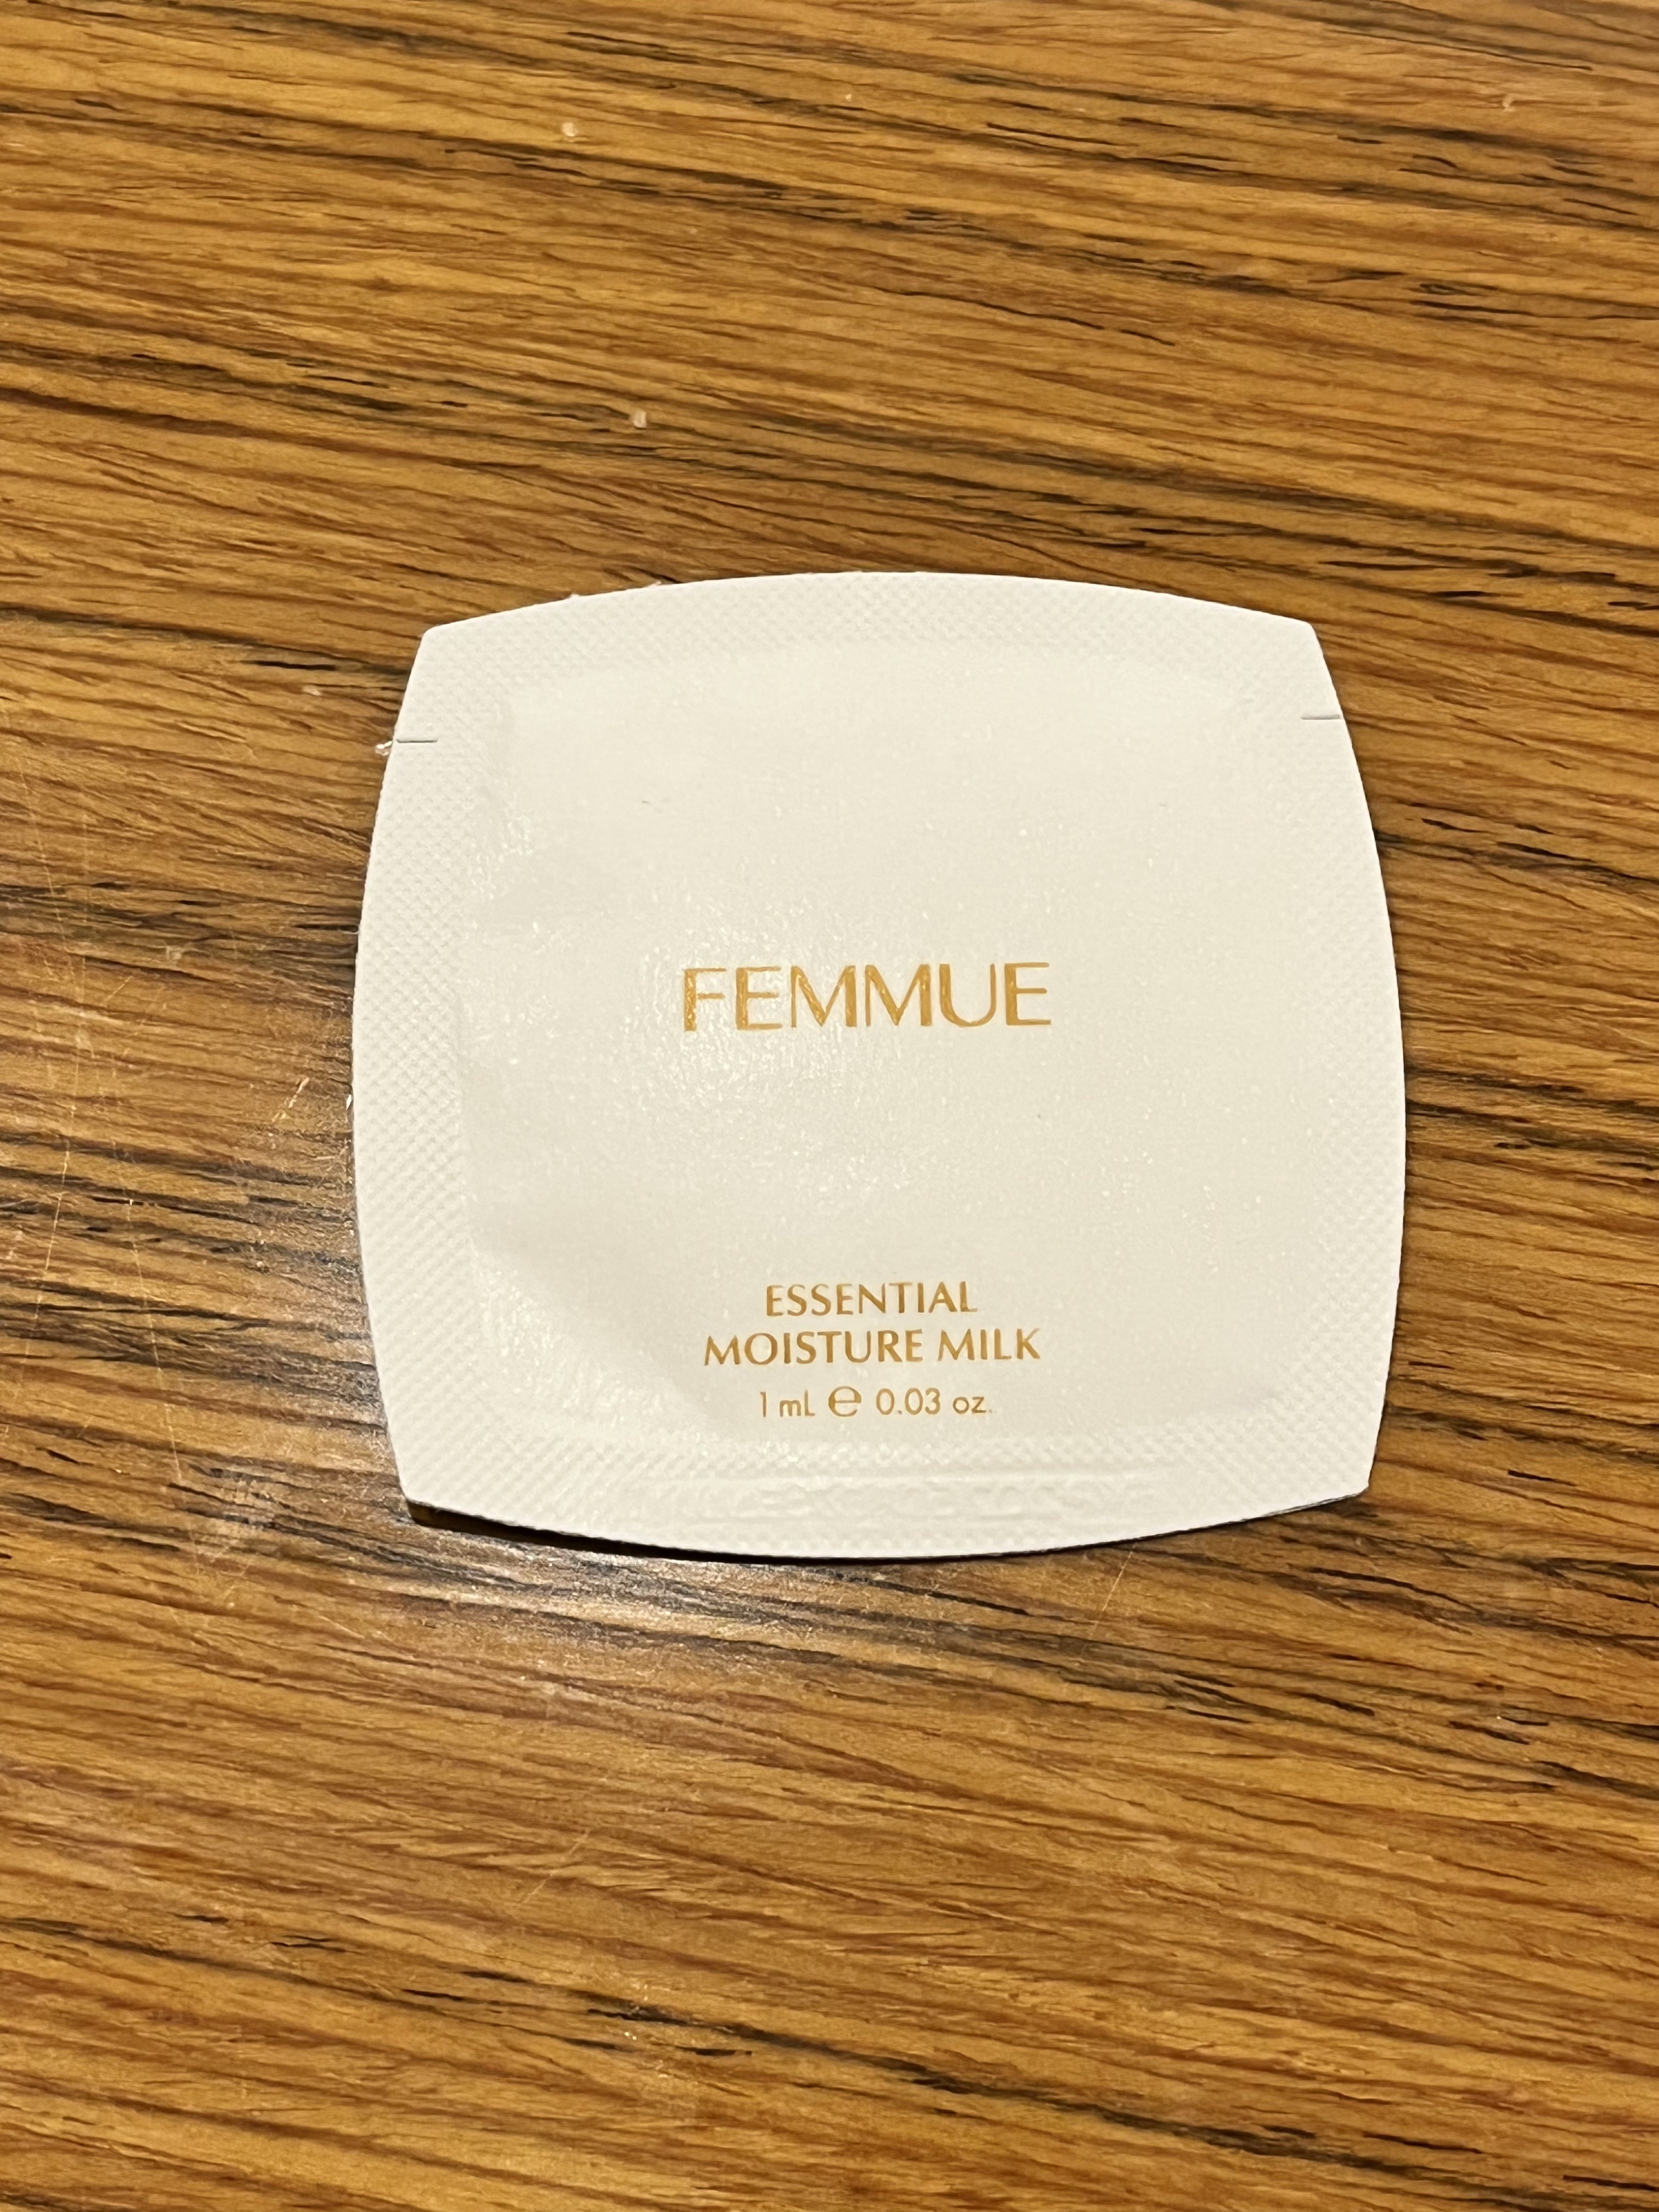 FEMMUE
ESSENTIAL
MOISTURE MILK
1 mL ℮ 0.03 oz.